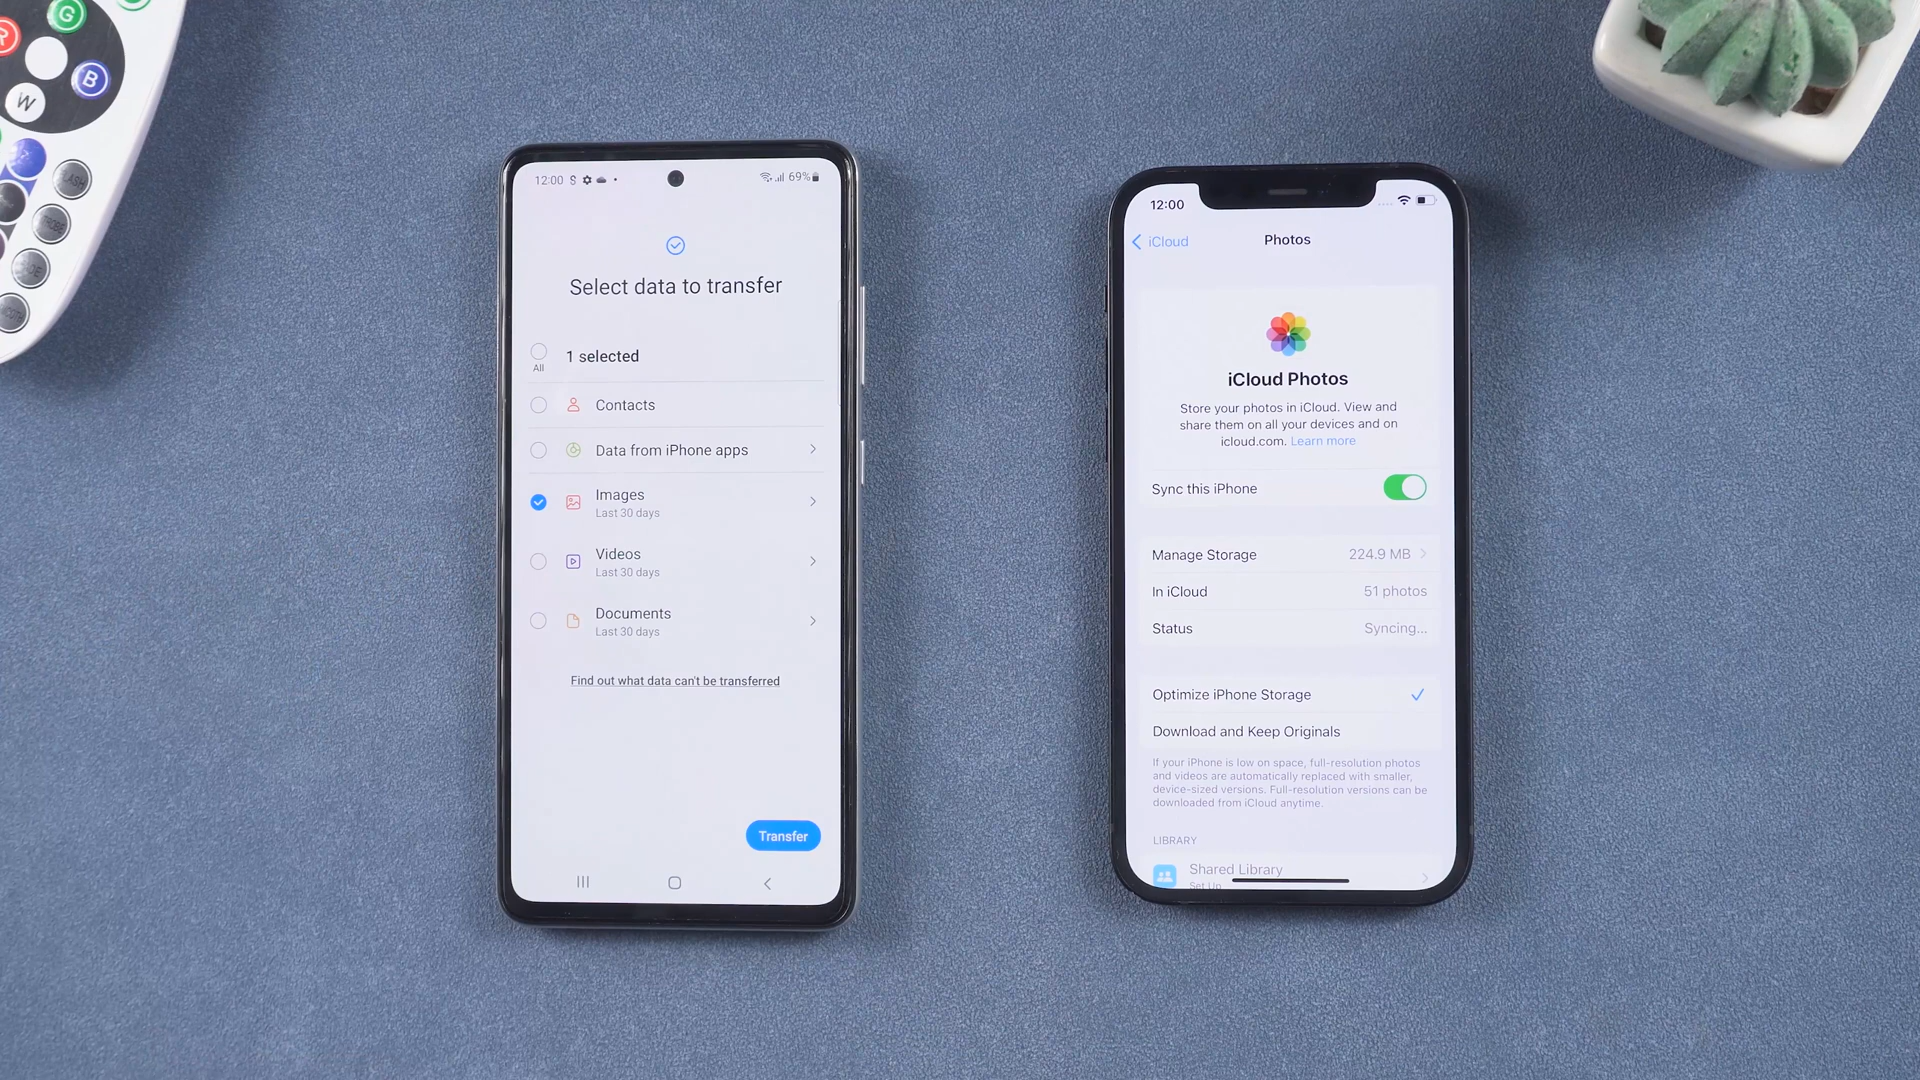 R
G
B
W
FLASH
12:00
69%
Select data to transfer
All
1 selected
Contacts
Data from iPhone apps
Images
Last 30 days
Videos
Last 30 days
Documents
Last 30 days
Find out what data can't be transferred
Transfer
12:00
iCloud
Photos
iCloud Photos
Store your photos in iCloud. View and
share them on all your devices and on
icloud.com. Learn more
Sync this iPhone
Manage Storage 224.9 MB
In iCloud 51 photos
Status Syncing...
Optimize iPhone Storage
Download and Keep Originals
If your iPhone is low on space, full-resolution photos
and videos are automatically replaced with smaller,
device-sized versions. Full-resolution versions can be
downloaded from iCloud anytime.
LIBRARY
Shared Library
Set Up